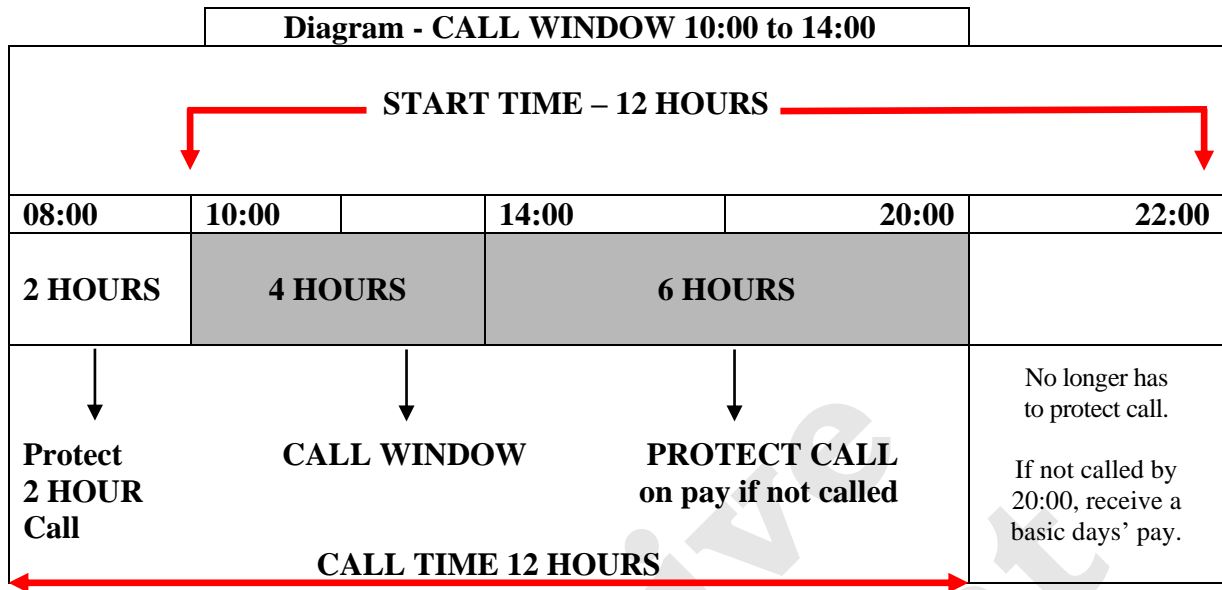 Diagram - CALL WINDOW 10:00 to 14:00
START TIME – 12 HOURS
08:00 10:00 14:00 20:00 22:00
2 HOURS 4 HOURS 6 HOURS
Protect
2 HOUR
Call
CALL WINDOW
PROTECT CALL
on pay if not called
No longer has
to protect call.
If not called by
20:00, receive a
basic days' pay.
CALL TIME 12 HOURS